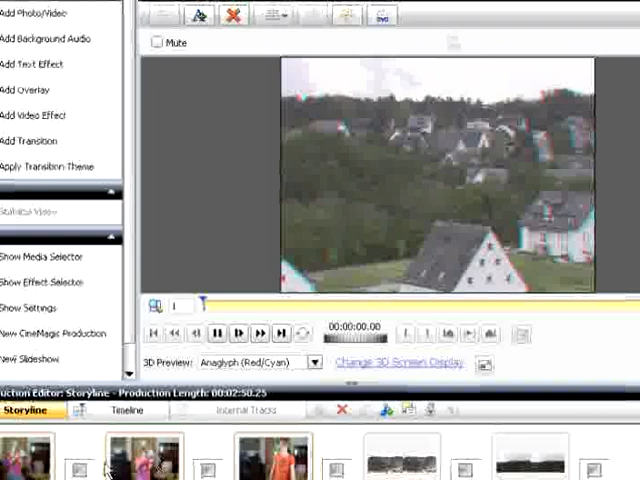 Add Photo/Video
Add Background Audio
Add Text Effect
Add Overlay
Add Video Effect
Add Transition
Apply Transition Theme
Statistics View
Show Media Selector
Show Effect Selector
Show Settings
New CineMagic Production
New Slideshow
Mute
1
00:00:00.00
3D Preview: Anaglyph (Red/Cyan) Change 3D Screen Display
uction Editor: Storyline - Production Length: 00:02:50.25
Storyline Timeline Internal Tracks